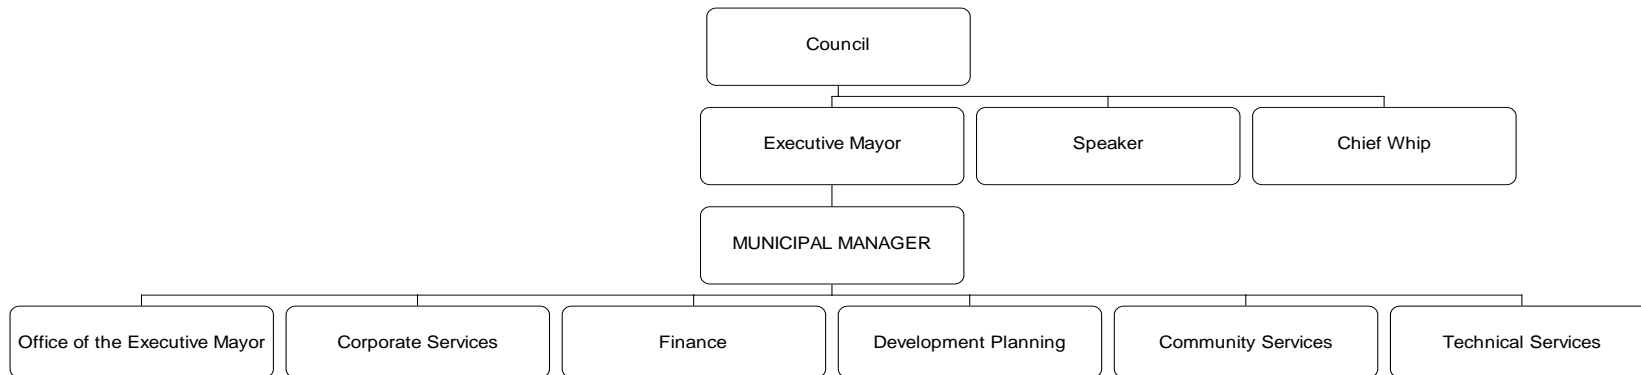 Council
Executive Mayor
Speaker
Chief Whip
MUNICIPAL MANAGER
Office of the Executive Mayor
Corporate Services
Finance
Development Planning
Community Services
Technical Services